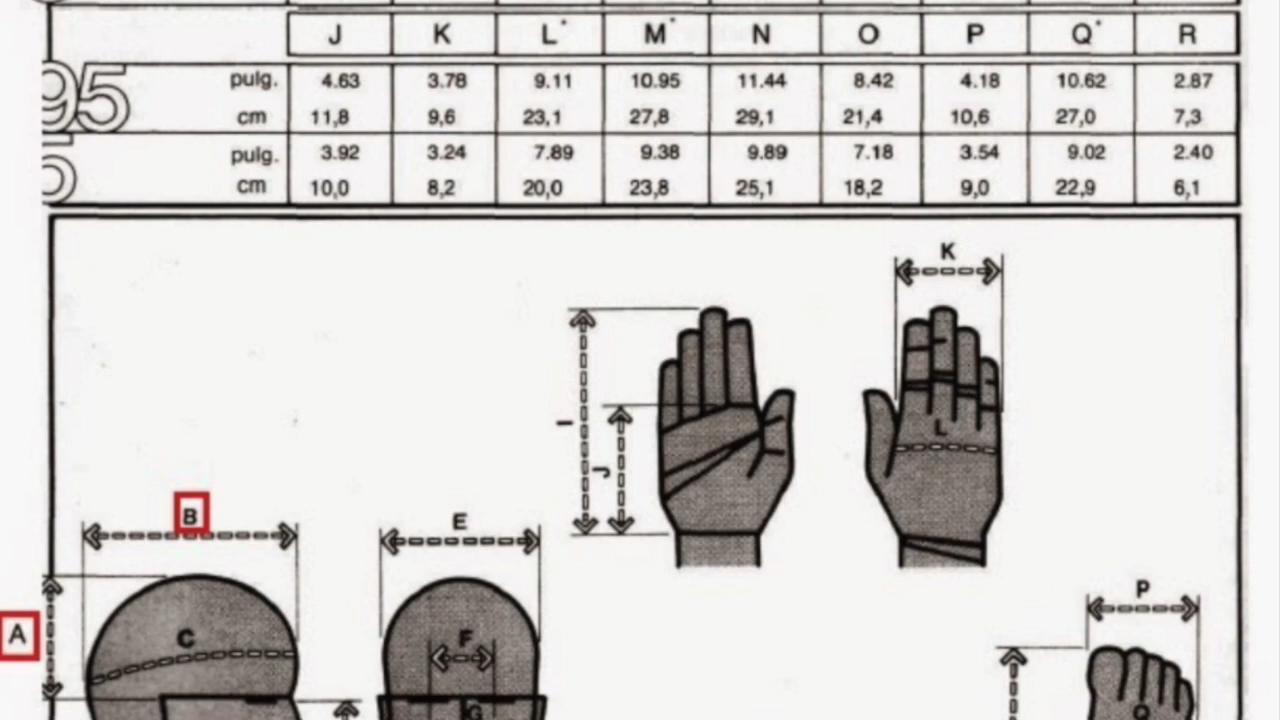 J K L* M* N O P Q* R
95 pulg. 4.63 3.78 9.11 10.95 11.44 8.42 4.18 10.62 2.87
cm 11,8 9,6 23,1 27,8 29,1 21,4 10,6 27,0 7,3
5 pulg. 3.92 3.24 7.89 9.38 9.89 7.18 3.54 9.02 2.40
cm 10,0 8,2 20,0 23,8 25,1 18,2 9,0 22,9 6,1
K
I
J
L
B
E
P
A
C
F
G
Q